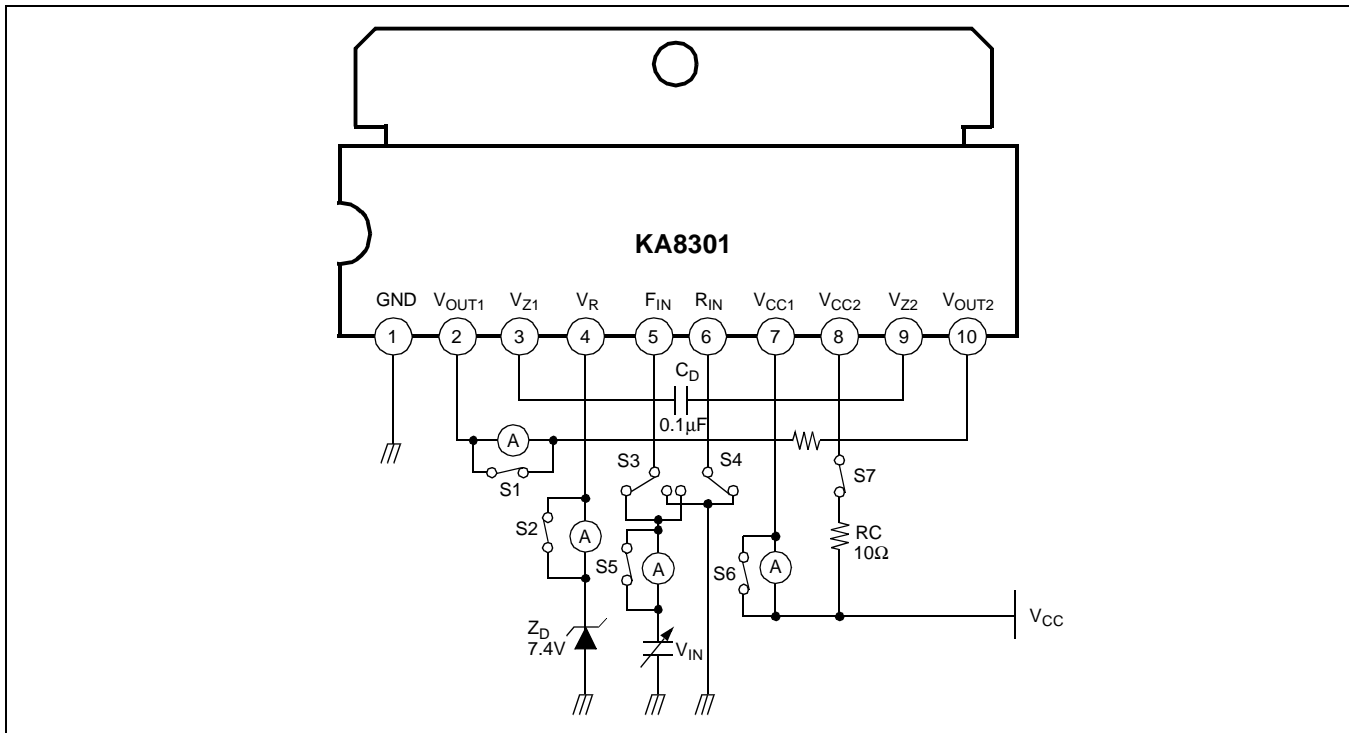 KA8301
GND VOUT1 VZ1 VR FIN RIN VCC1 VCC2 VZ2 VOUT2
1 2 3 4 5 6 7 8 9 10
CD
0.1μF
A
S1
S3
S4
S7
S2
A
S5
A
S6
A
RC
10Ω
ZD
7.4V
VIN
VCC